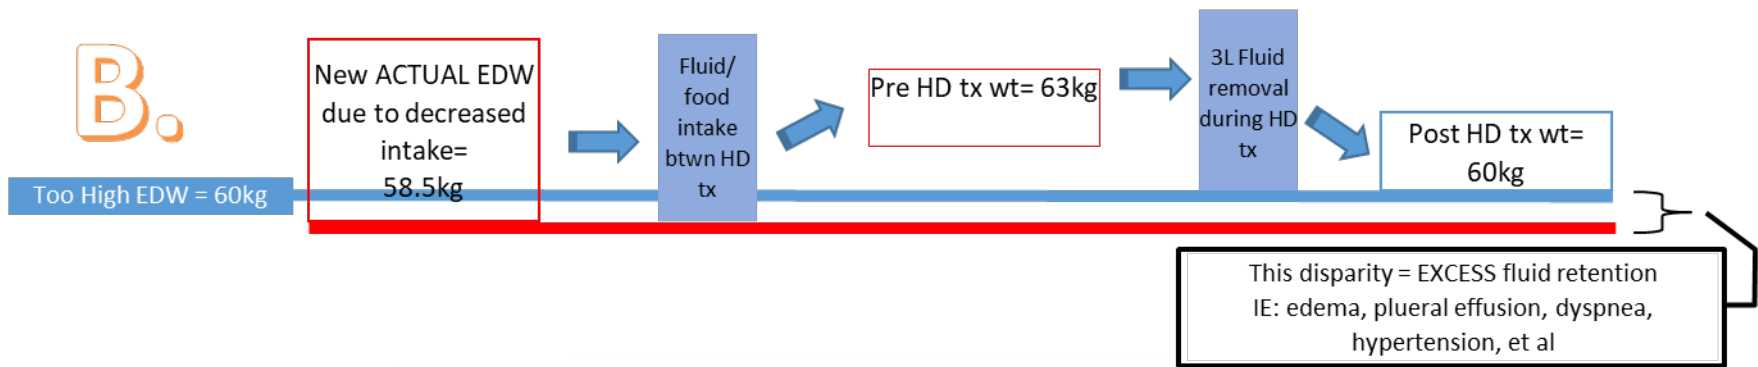 B.
Too High EDW = 60kg
New ACTUAL EDW
due to decreased
intake=
58.5kg
Fluid/
food
intake
btwn HD
tx
Pre HD tx wt= 63kg
3L Fluid
removal
during HD
tx
Post HD tx wt=
60kg
This disparity = EXCESS fluid retention
IE: edema, plueral effusion, dyspnea,
hypertension, et al